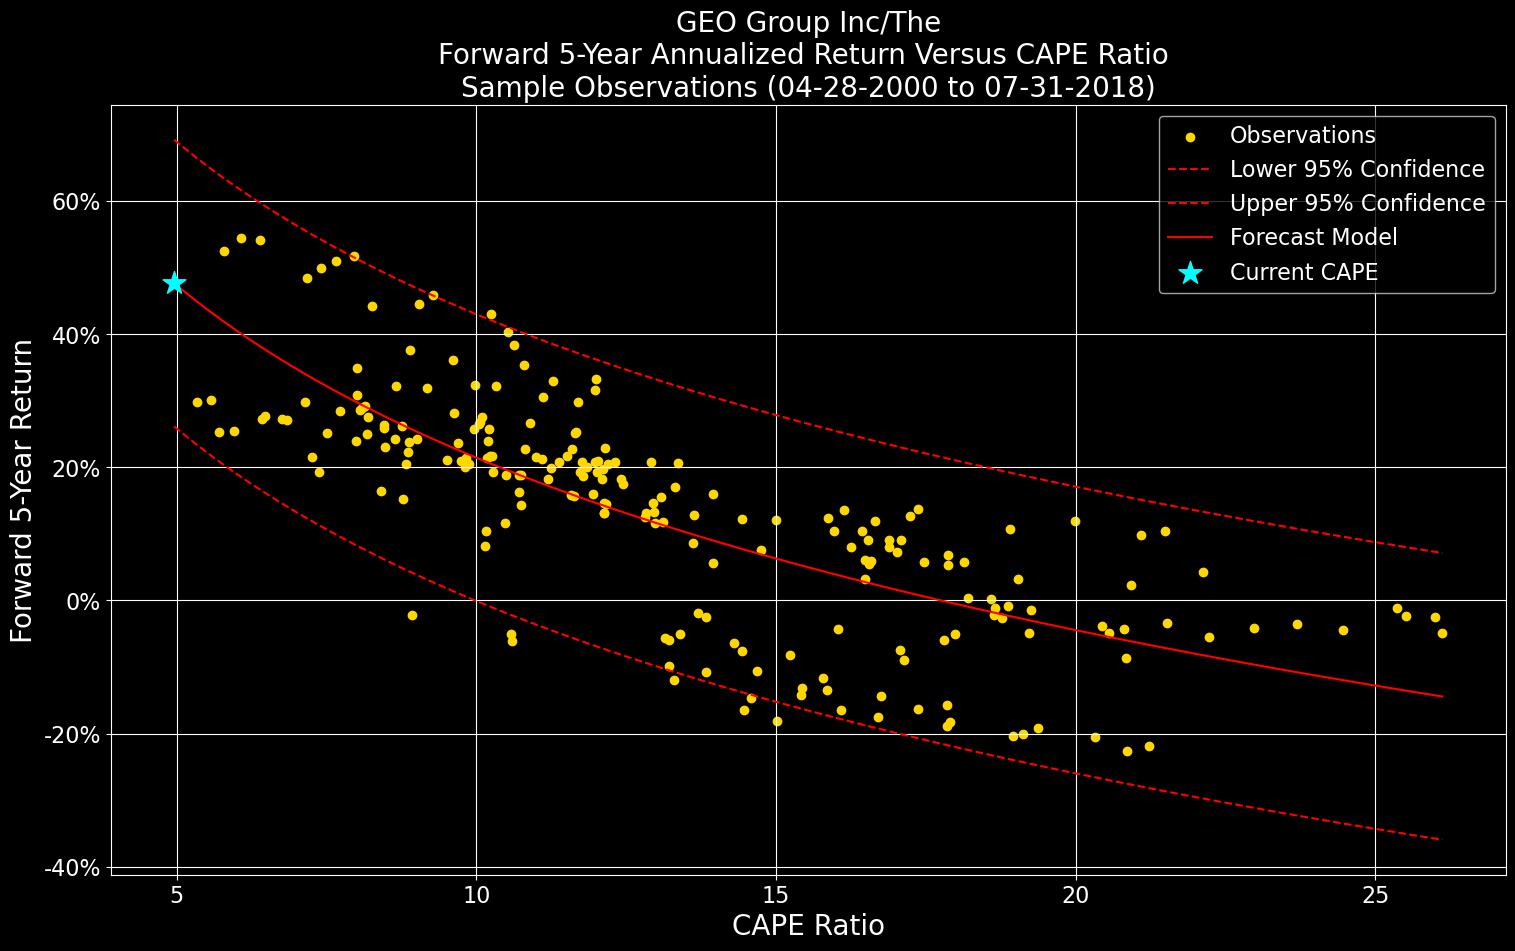 GEO Group Inc/The
Forward 5-Year Annualized Return Versus CAPE Ratio
Sample Observations (04-28-2000 to 07-31-2018)
Observations
Lower 95% Confidence
Upper 95% Confidence
Forecast Model
Current CAPE
Forward 5-Year Return
60%
40%
20%
0%
-20%
-40%
5
10
15
20
25
CAPE Ratio